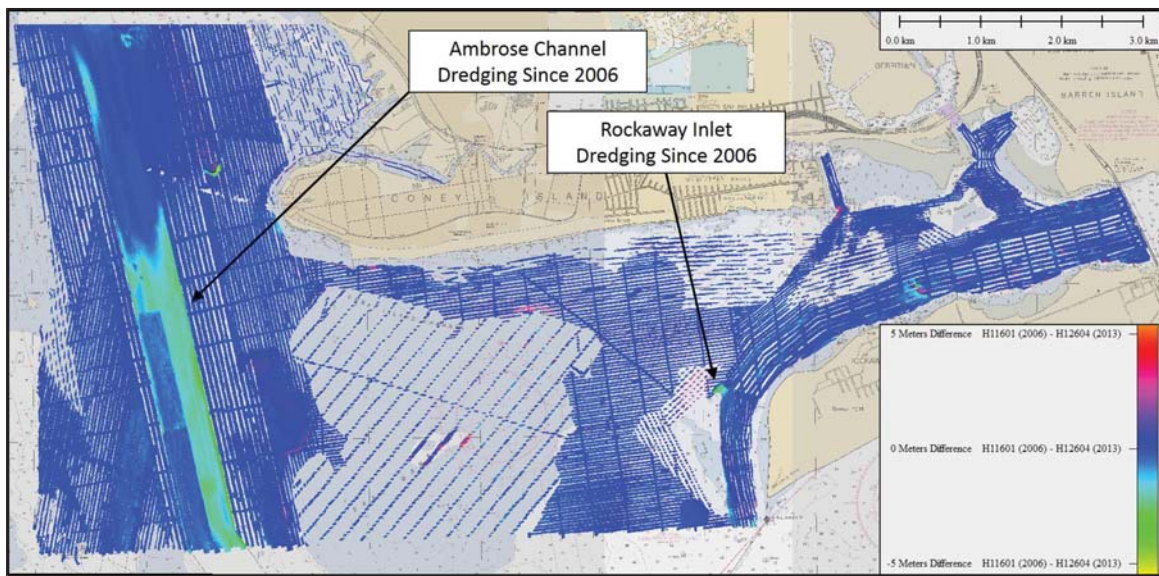 Ambrose Channel
Dredging Since 2006
Rockaway Inlet
Dredging Since 2006
0.0 km 1.0 km 2.0 km 3.0 km
BARREN ISLAND
CONEY ISLAND
5 Meters Difference H11601 (2006) - H12604 (2013)
0 Meters Difference H11601 (2006) - H12604 (2013)
-5 Meters Difference H11601 (2006) - H12604 (2013)